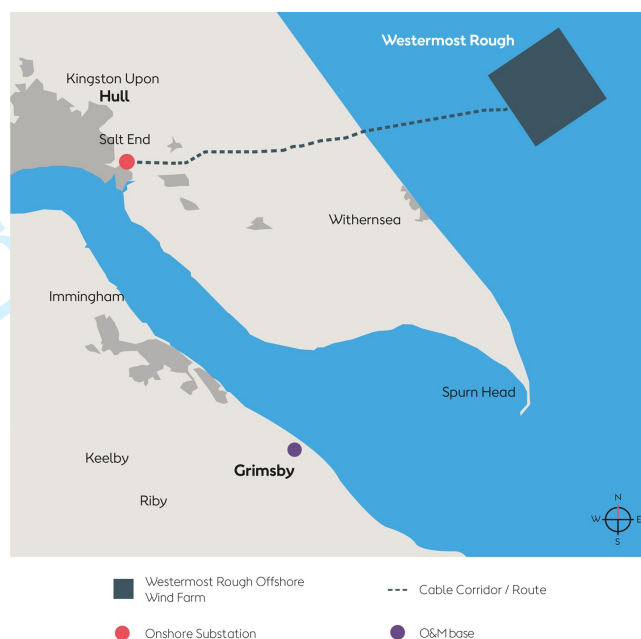 Westermost Rough
Kingston Upon
Hull
Salt End
Withernsea
Immingham
Spurn Head
Keelby
Grimsby
Riby
N
W E
S
Westermost Rough Offshore
Wind Farm
Cable Corridor / Route
Onshore Substation
O&M base